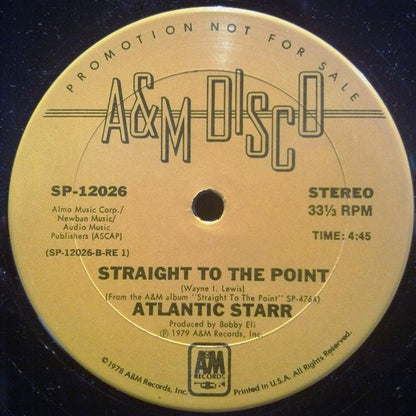 PROMOTION NOT FOR SALE
A&M DISCO
SP-12026
Almo Music Corp./
Newban Music/
Audio Music
Publishers (ASCAP)
(SP-12026-B-RE 1)
STEREO
33⅓ RPM
TIME: 4:45
STRAIGHT TO THE POINT
(Wayne I. Lewis)
(From the A&M album "Straight To The Point" SP-4764)
ATLANTIC STARR
Produced by Bobby Eli
Ⓟ 1979 A&M Records, Inc.
A&M
RECORDS
©1978 A&M Records, Inc.
Printed in U.S.A. All Rights Reserved.